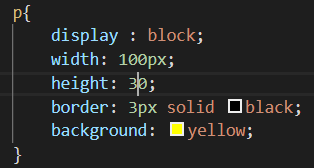 p{
display : block;
width: 100px;
height: 30;
border: 3px solid black;
background: yellow;
}